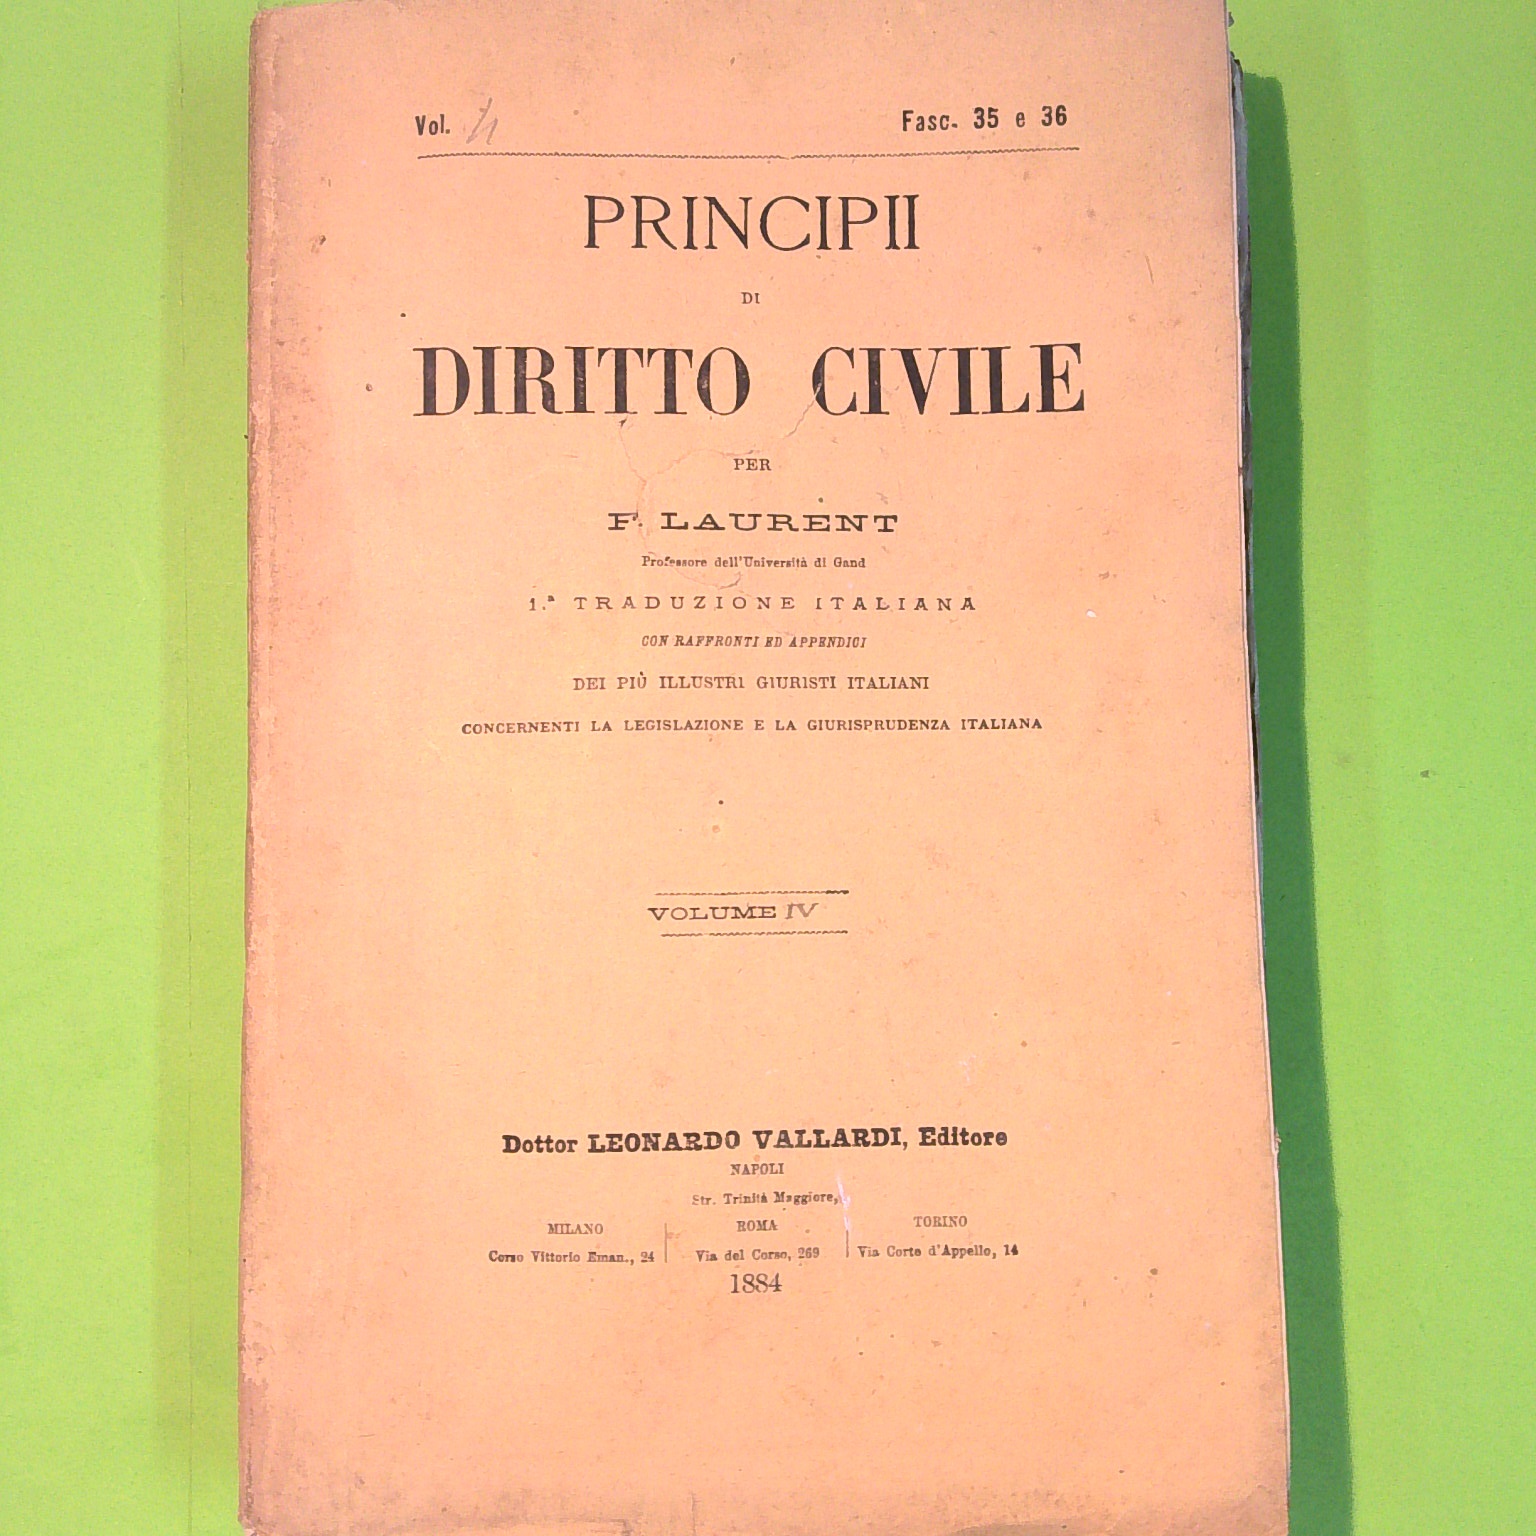 Vol. 4 Fasc. 35 e 36
PRINCIPII
DI
DIRITTO CIVILE
PER
F. LAURENT
Professore dell'Università di Gand
1.ª TRADUZIONE ITALIANA
CON RAFFRONTI ED APPENDICI
DEI PIÙ ILLUSTRI GIURISTI ITALIANI
CONCERNENTI LA LEGISLAZIONE E LA GIURISPRUDENZA ITALIANA
VOLUME IV
Dottor LEONARDO VALLARDI, Editore
NAPOLI
Str. Trinità Maggiore,
MILANO ROMA TORINO
Corso Vittorio Eman., 24 Via del Corso, 269 Via Corte d'Appello, 14
1884